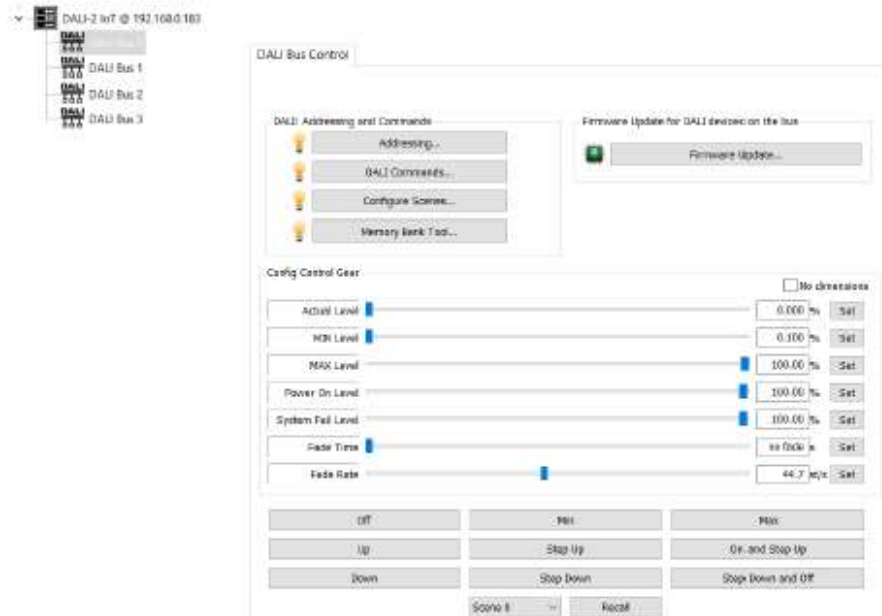 DALI-2 IoT @ 192.168.0.183
DALI
DALI
DALI Bus 1
DALI
DALI Bus 2
DALI
DALI Bus 3
DALI Bus Control
DALI Addressing and Commands
Addressing...
DALI Commands...
Configure Scenes...
Memory Bank Tool...
Firmware Update for DALI devices on the bus
Firmware Update...
Config Control Gear
No dimensions
Actual Level 0.000 % Set
MIN Level 0.100 % Set
MAX Level 100.00 % Set
Power On Level 100.00 % Set
System Fail Level 100.00 % Set
Fade Time no fade s Set
Fade Rate 44.7 Set
Off Min Max
Up Step Up On and Step Up
Down Step Down Step Down and Off
Scene Recall